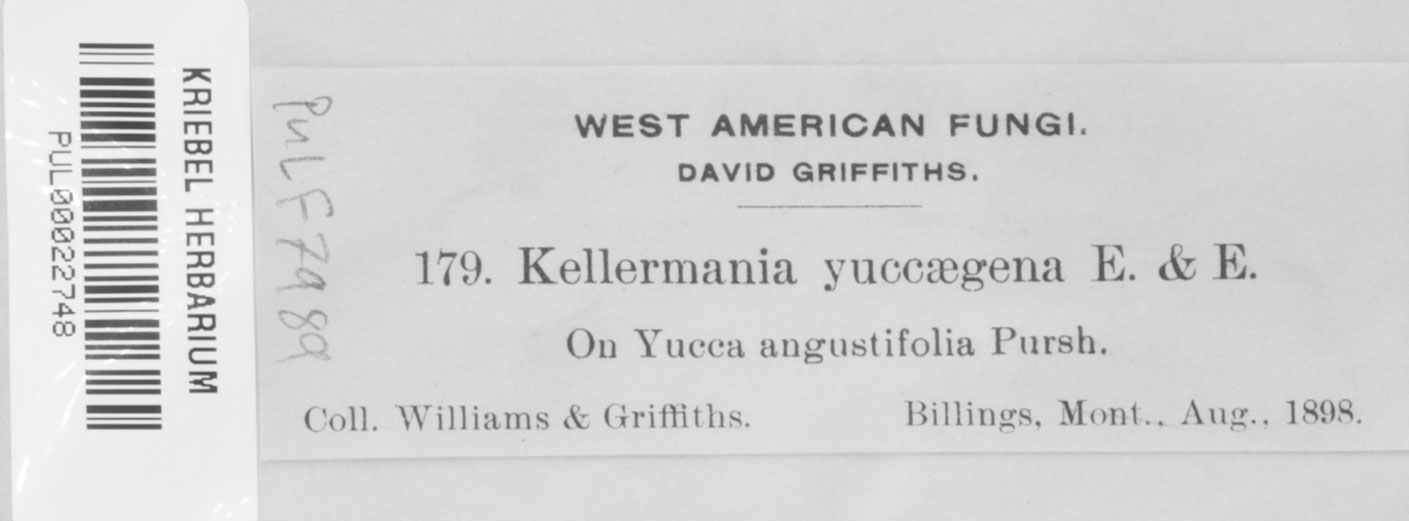 KRIEBEL HERBARIUM
PUL00022748
PuL F7989
WEST AMERICAN FUNGI.
DAVID GRIFFITHS.
179. Kellermania yuccægena E. & E.
On Yucca angustifolia Pursh.
Coll. Williams & Griffiths. Billings, Mont., Aug., 1898.